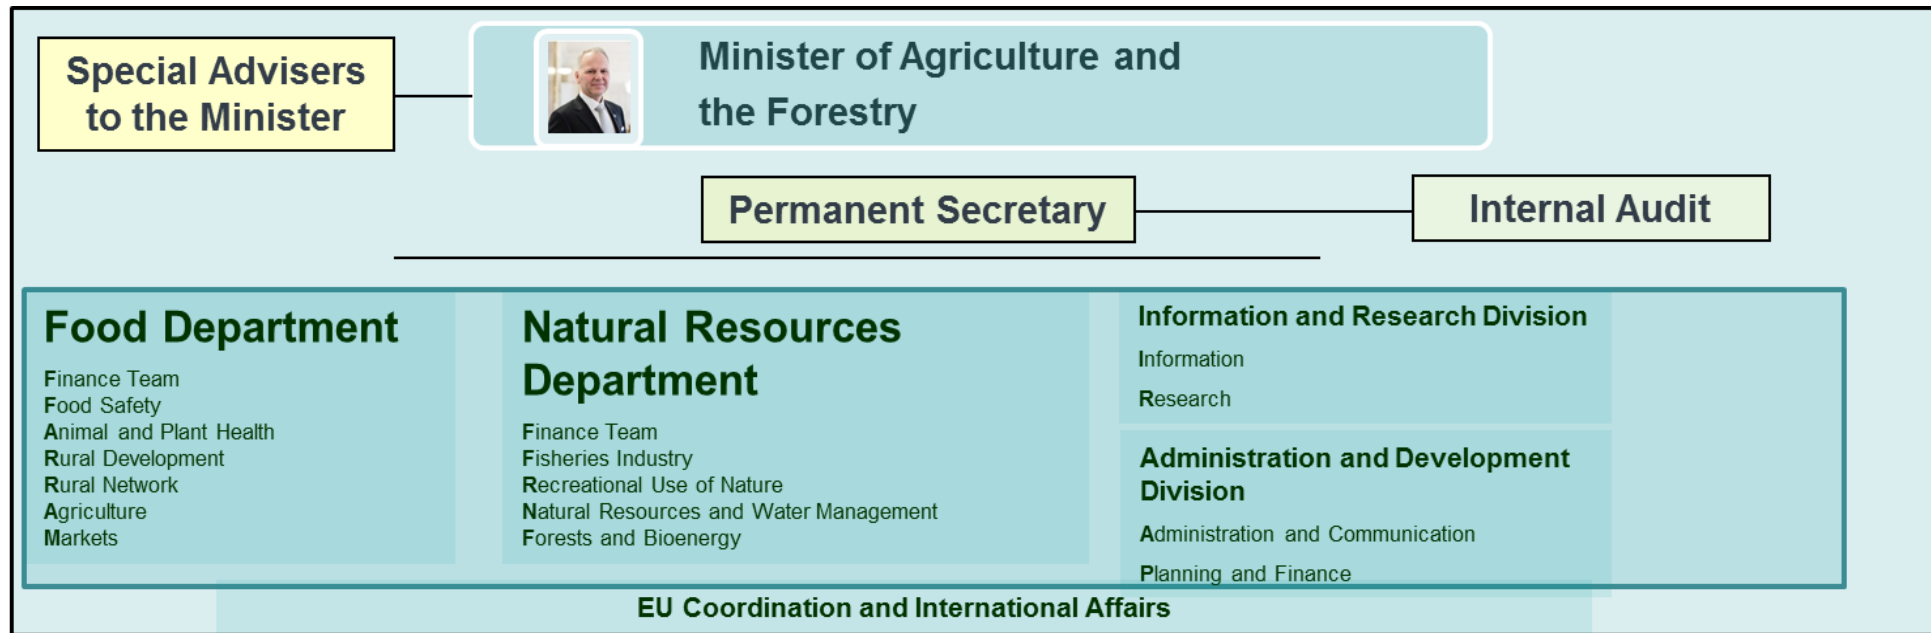 Special Advisers
to the Minister
Minister of Agriculture and
the Forestry
Permanent Secretary
Internal Audit
Food Department
Finance Team
Food Safety
Animal and Plant Health
Rural Development
Rural Network
Agriculture
Markets
Natural Resources
Department
Finance Team
Fisheries Industry
Recreational Use of Nature
Natural Resources and Water Management
Forests and Bioenergy
Information and Research Division
Information
Research
Administration and Development
Division
Administration and Communication
Planning and Finance
EU Coordination and International Affairs